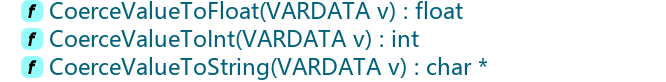 f CoerceValueToFloat(VARDATA v) : float
f CoerceValueToInt(VARDATA v) : int
f CoerceValueToString(VARDATA v) : char *